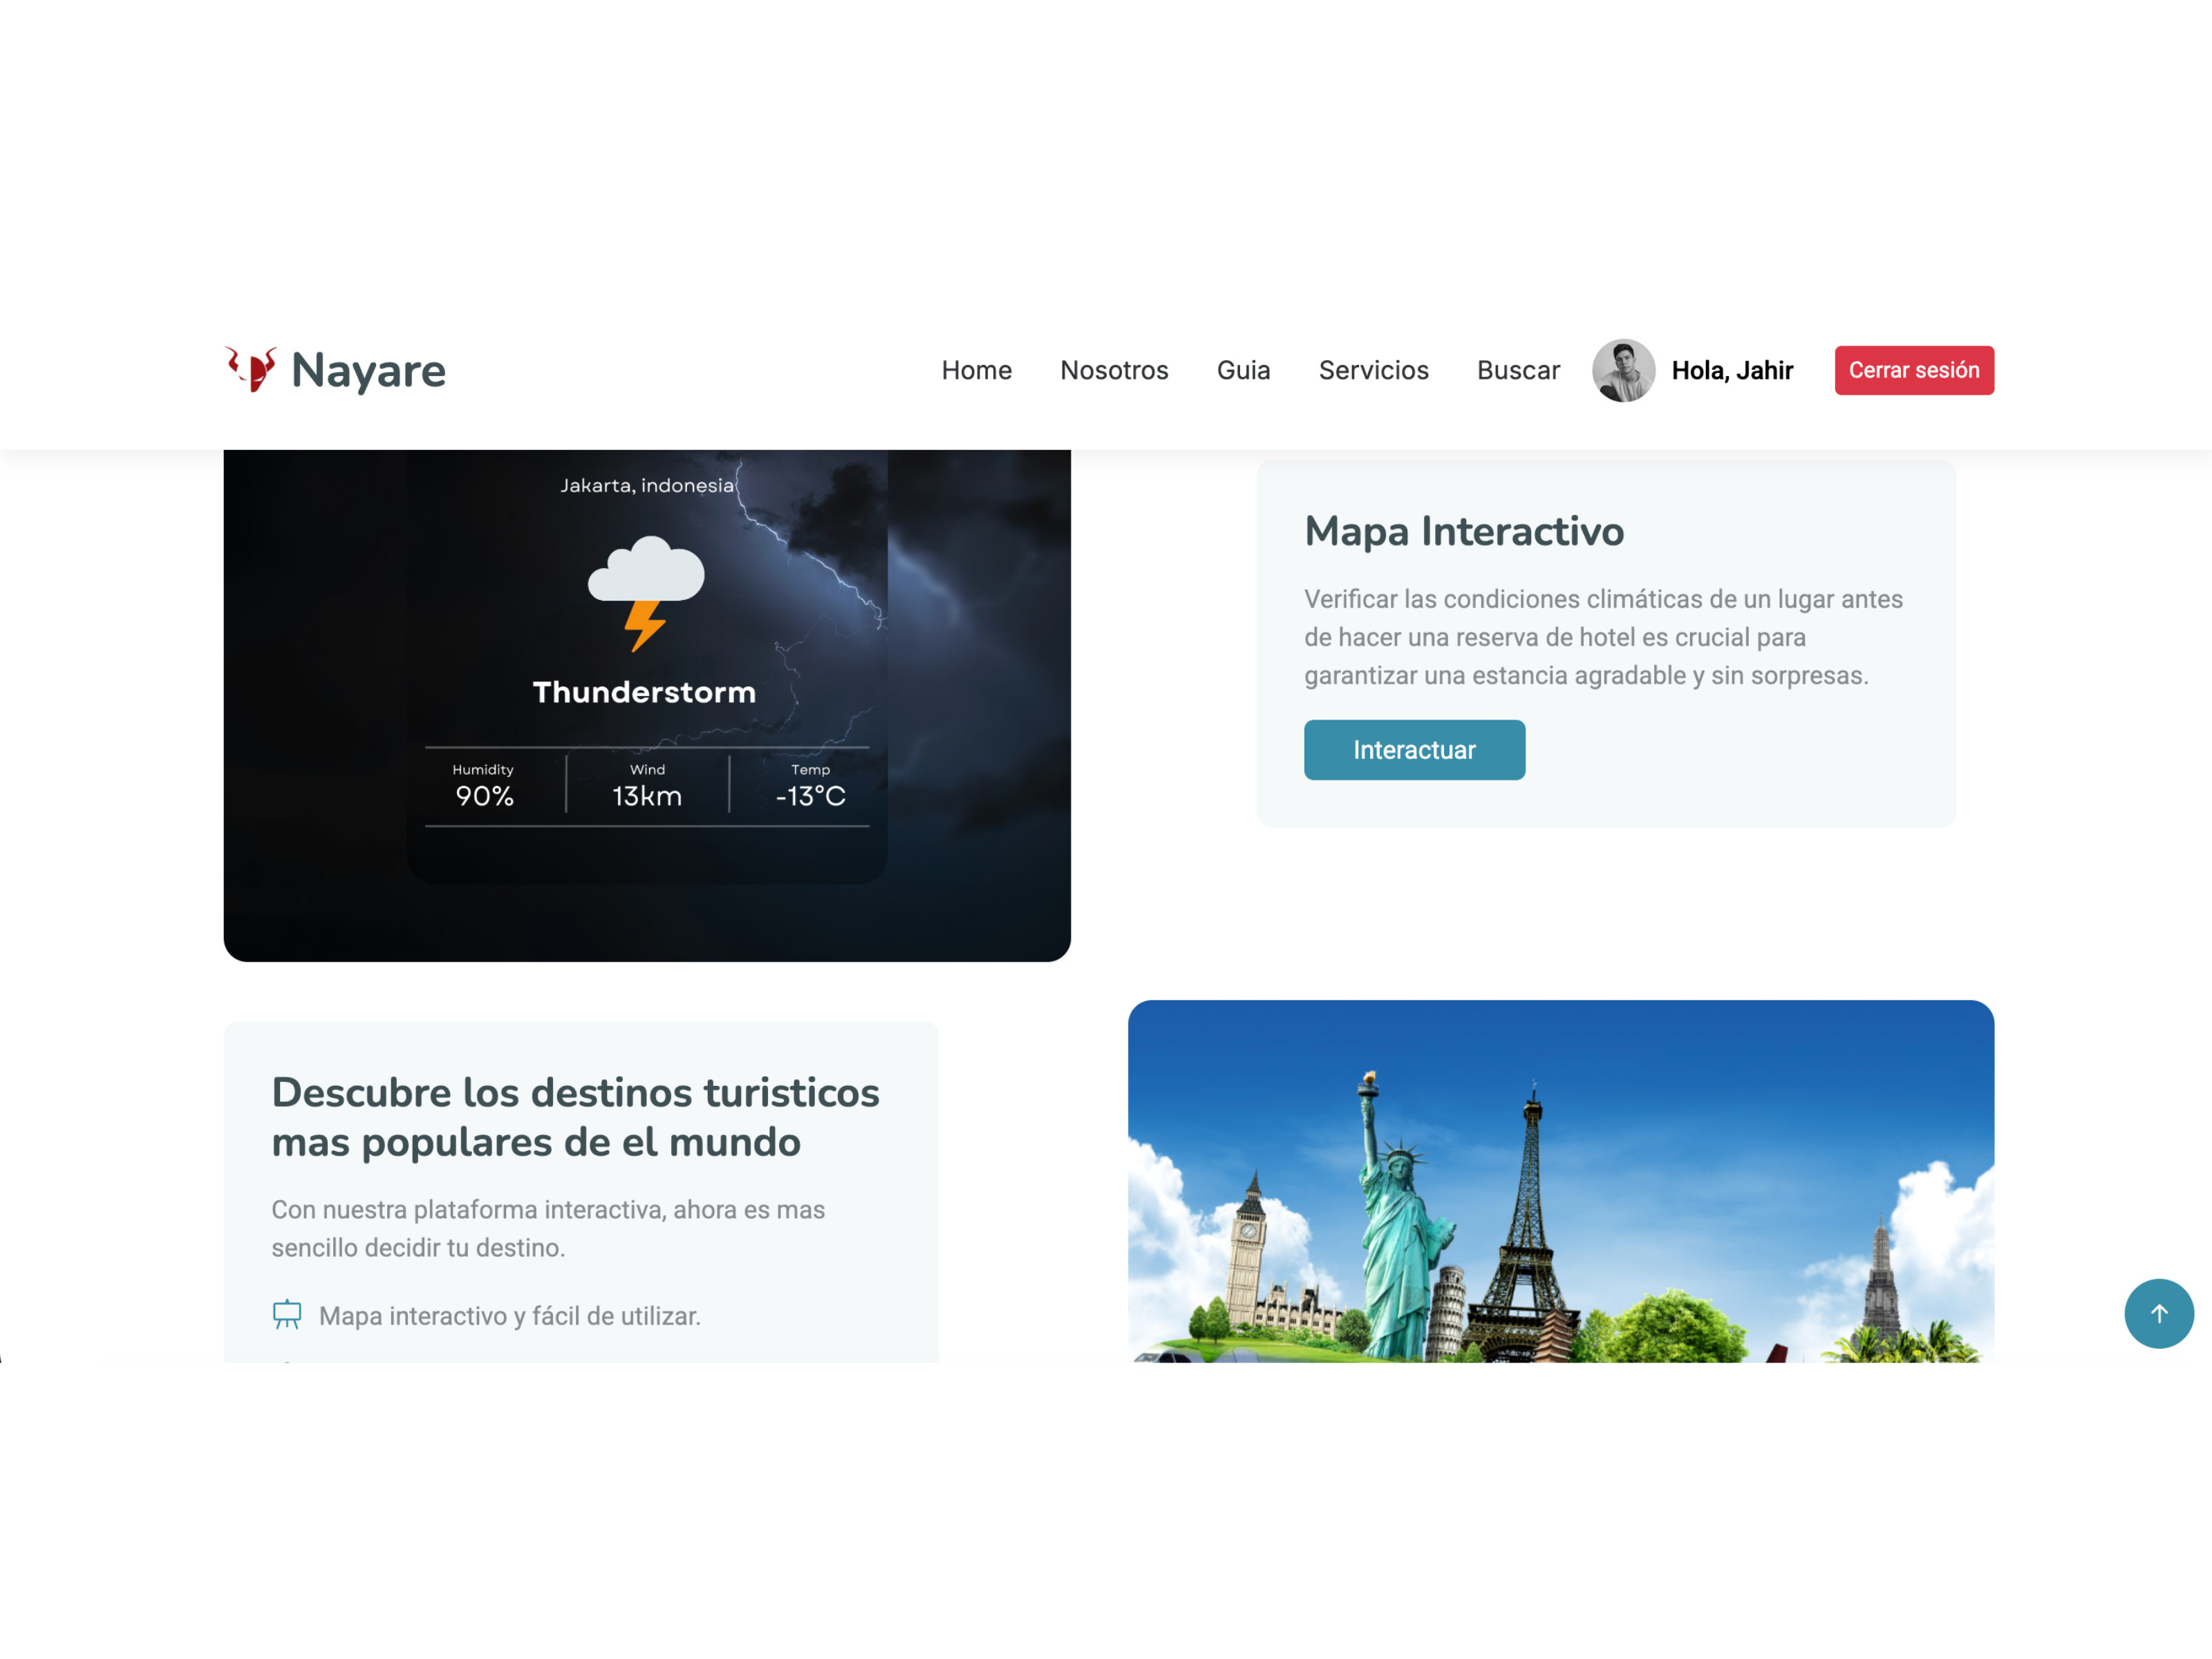 Nayare
Home
Nosotros
Guia
Servicios
Buscar
Hola, Jahir
Cerrar sesión
Jakarta, indonesia
Thunderstorm
Humidity
90%
Wind
13km
Temp
-13°C
Mapa Interactivo
Verificar las condiciones climáticas de un lugar antes
de hacer una reserva de hotel es crucial para
garantizar una estancia agradable y sin sorpresas.
Interactuar
Descubre los destinos turisticos
mas populares de el mundo
Con nuestra plataforma interactiva, ahora es mas
sencillo decidir tu destino.
Mapa interactivo y fácil de utilizar.